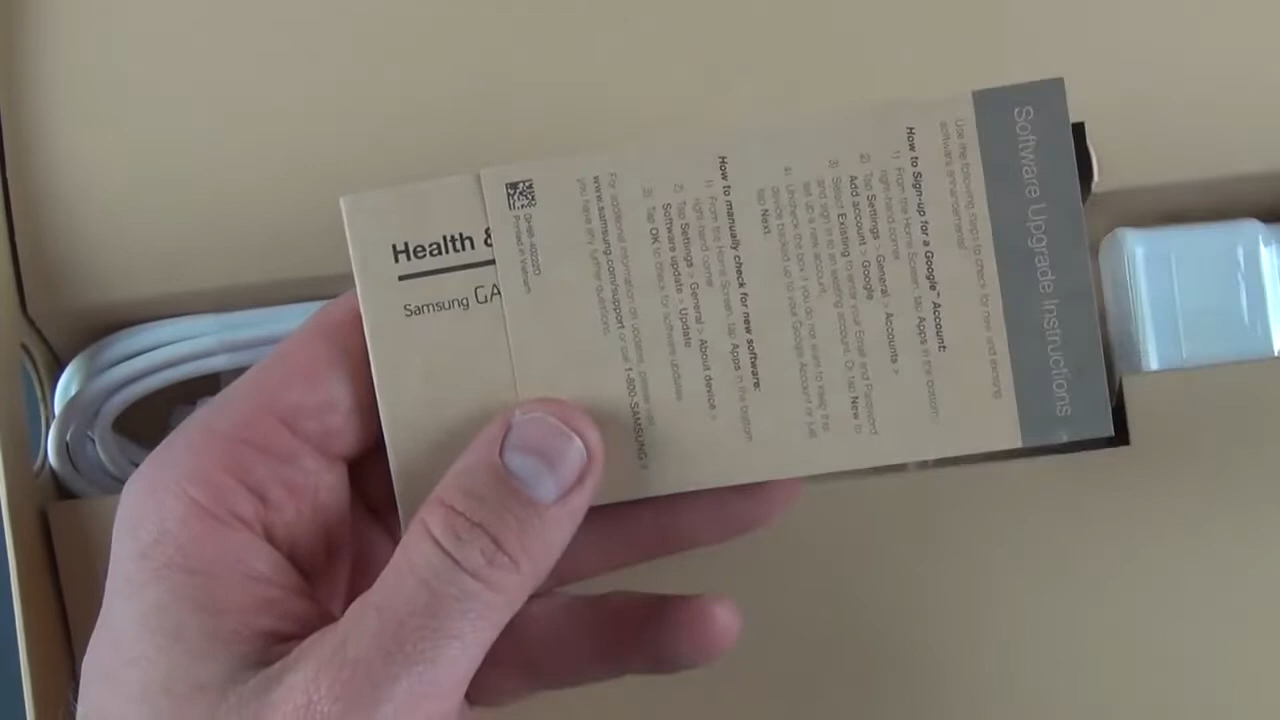 Software Upgrade Instructions
Use the following steps to check for new and existing
software enhancements!
How to Sign-up for a Google™ Account:
1) From the Home Screen, tap Apps in the bottom
right-hand corner
2) Tap Settings > General > Accounts >
Add account > Google
3) Select Existing to enter your Email and Password
and sign in to an existing account. Or tap New to
set up a new account.
4) Uncheck the box if you do not want to keep this
device backed up to your Google Account or just
tap Next.
How to manually check for new software:
1) From the Home Screen, tap Apps in the bottom
right-hand corner
2) Tap Settings > General > About device >
Software update > Update
3) Tap OK to check for software updates.
For additional information on updates, please visit
www.samsung.com/support or call 1-800-SAMSUNG if
you have any further questions.
Printed in Vietnam
Health &
Samsung GA